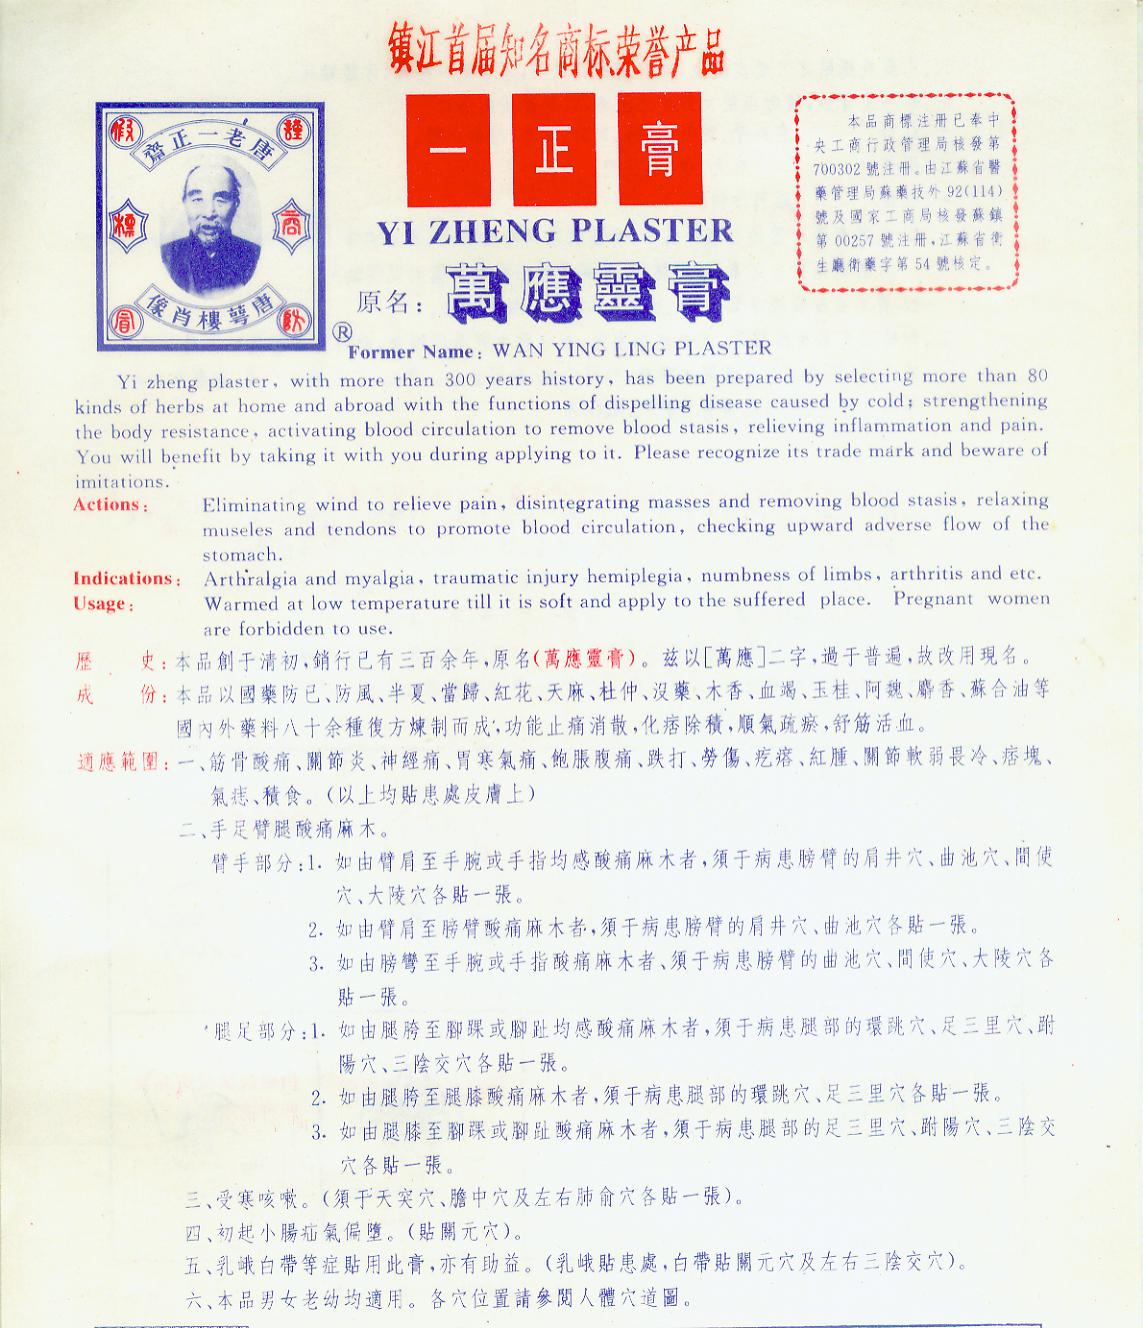 镇江首届知名商标荣誉产品
謹
假
唐老一正齋
商
標
唐萼樓肖像
防
冒
一正膏
YI ZHENG PLASTER
原名：萬應靈膏
®
Former Name: WAN YING LING PLASTER
本品商標注册已奉中
央工商行政管理局核發第
700302 號注册。由江蘇省醫
藥管理局蘇藥技外 92(114)
號及國家工商局核發蘇鎮
第 00257 號注册，江蘇省衛
生廳衛藥字第 54 號核定。
Yi zheng plaster, with more than 300 years history, has been prepared by selecting more than 80
kinds of herbs at home and abroad with the functions of dispelling disease caused by cold; strengthening
the body resistance, activating blood circulation to remove blood stasis, relieving inflammation and pain.
You will benefit by taking it with you during applying to it. Please recognize its trade mark and beware of
imitations.
Actions: Eliminating wind to relieve pain, disintegrating masses and removing blood stasis, relaxing
museles and tendons to promote blood circulation, checking upward adverse flow of the
stomach.
Indications: Arthralgia and myalgia, traumatic injury hemiplegia, numbness of limbs, arthritis and etc.
Usage: Warmed at low temperature till it is soft and apply to the suffered place. Pregnant women
are forbidden to use.
歷 史：本品創于清初，銷行已有三百余年，原名（萬應靈膏）。兹以[萬應]二字，過于普遍，故改用現名。
成 份：本品以國藥防已、防風、半夏、當歸、紅花、天麻、杜仲、没藥、木香、血竭、玉桂、阿魏、麝香、蘇合油等
國内外藥料八十余種復方煉制而成，功能止痛消散，化痞除積，順氣疏瘀，舒筋活血。
適應範圍：一、筋骨酸痛、關節炎、神經痛、胃寒氣痛、飽脹腹痛、跌打、勞傷、疙瘩、紅腫、關節軟弱畏冷、痞塊、
氣痣、積食。（以上均貼患處皮膚上）
二、手足臂腿酸痛麻木。
臂手部分：1. 如由臂肩至手腕或手指均感酸痛麻木者，須于病患膀臂的肩井穴、曲池穴、間使
穴、大陵穴各貼一張。
2. 如由臂肩至膀臂酸痛麻木者，須于病患膀臂的肩井穴、曲池穴各貼一張。
3. 如由膀彎至手腕或手指酸痛麻木者、須于病患膀臂的曲池穴、間使穴、大陵穴各
貼一張。
腿足部分：1. 如由腿胯至腳踝或腳趾均感酸痛麻木者，須于病患腿部的環跳穴、足三里穴、跗
陽穴、三陰交穴各貼一張。
2. 如由腿胯至腿膝酸痛麻木者，須于病患腿部的環跳穴、足三里穴各貼一張。
3. 如由腿膝至腳踝或腳趾酸痛麻木者，須于病患腿部的足三里穴、跗陽穴、三陰交
穴各貼一張。
三、受寒咳嗽。（須于天突穴、膽中穴及左右肺俞穴各貼一張）。
四、初起小腸疝氣偏墮。（貼關元穴）。
五、乳峨白帶等症貼用此膏，亦有助益。（乳峨貼患處，白帶貼關元穴及左右三陰交穴）。
六、本品男女老幼均適用。各穴位置請參閲人體穴道圖。